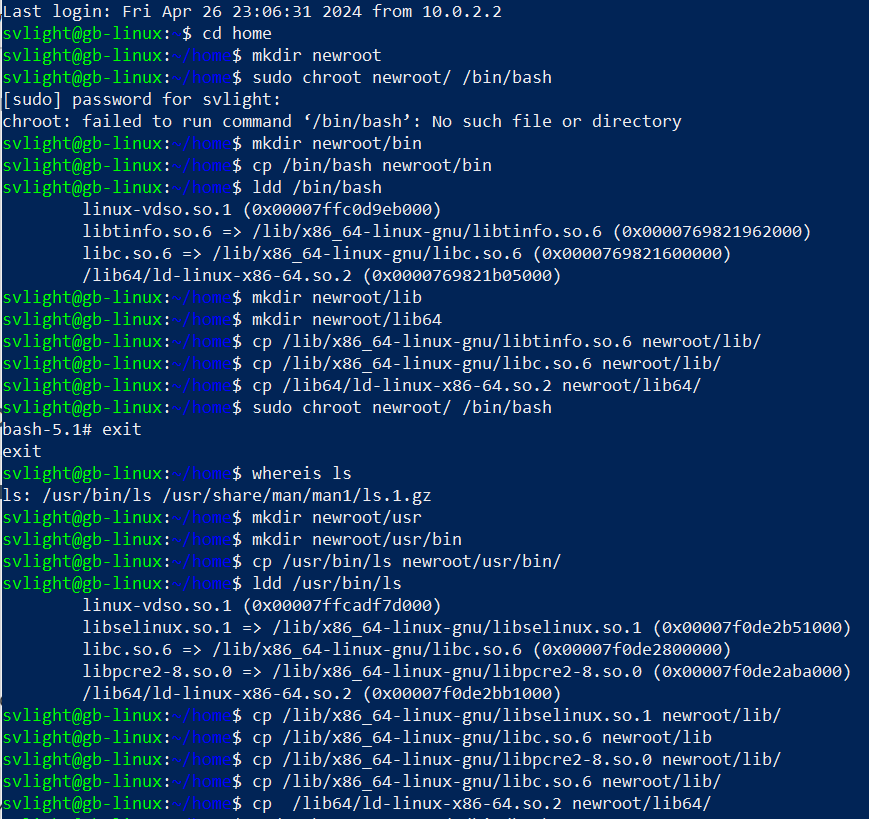 Last login: Fri Apr 26 23:06:31 2024 from 10.0.2.2
svlight@gb-linux:~$ cd home
svlight@gb-linux:~/home$ mkdir newroot
svlight@gb-linux:~/home$ sudo chroot newroot/ /bin/bash
[sudo] password for svlight:
chroot: failed to run command ‘/bin/bash’: No such file or directory
svlight@gb-linux:~/home$ mkdir newroot/bin
svlight@gb-linux:~/home$ cp /bin/bash newroot/bin
svlight@gb-linux:~/home$ ldd /bin/bash
linux-vdso.so.1 (0x00007ffc0d9eb000)
libtinfo.so.6 => /lib/x86_64-linux-gnu/libtinfo.so.6 (0x0000769821962000)
libc.so.6 => /lib/x86_64-linux-gnu/libc.so.6 (0x0000769821600000)
/lib64/ld-linux-x86-64.so.2 (0x0000769821b05000)
svlight@gb-linux:~/home$ mkdir newroot/lib
svlight@gb-linux:~/home$ mkdir newroot/lib64
svlight@gb-linux:~/home$ cp /lib/x86_64-linux-gnu/libtinfo.so.6 newroot/lib/
svlight@gb-linux:~/home$ cp /lib/x86_64-linux-gnu/libc.so.6 newroot/lib/
svlight@gb-linux:~/home$ cp /lib64/ld-linux-x86-64.so.2 newroot/lib64/
svlight@gb-linux:~/home$ sudo chroot newroot/ /bin/bash
bash-5.1# exit
exit
svlight@gb-linux:~/home$ whereis ls
ls: /usr/bin/ls /usr/share/man/man1/ls.1.gz
svlight@gb-linux:~/home$ mkdir newroot/usr
svlight@gb-linux:~/home$ mkdir newroot/usr/bin
svlight@gb-linux:~/home$ cp /usr/bin/ls newroot/usr/bin/
svlight@gb-linux:~/home$ ldd /usr/bin/ls
linux-vdso.so.1 (0x00007ffcadf7d000)
libselinux.so.1 => /lib/x86_64-linux-gnu/libselinux.so.1 (0x00007f0de2b51000)
libc.so.6 => /lib/x86_64-linux-gnu/libc.so.6 (0x00007f0de2800000)
libpcre2-8.so.0 => /lib/x86_64-linux-gnu/libpcre2-8.so.0 (0x00007f0de2aba000)
/lib64/ld-linux-x86-64.so.2 (0x00007f0de2bb1000)
svlight@gb-linux:~/home$ cp /lib/x86_64-linux-gnu/libselinux.so.1 newroot/lib/
svlight@gb-linux:~/home$ cp /lib/x86_64-linux-gnu/libc.so.6 newroot/lib
svlight@gb-linux:~/home$ cp /lib/x86_64-linux-gnu/libpcre2-8.so.0 newroot/lib/
svlight@gb-linux:~/home$ cp /lib/x86_64-linux-gnu/libc.so.6 newroot/lib/
svlight@gb-linux:~/home$ cp  /lib64/ld-linux-x86-64.so.2 newroot/lib64/